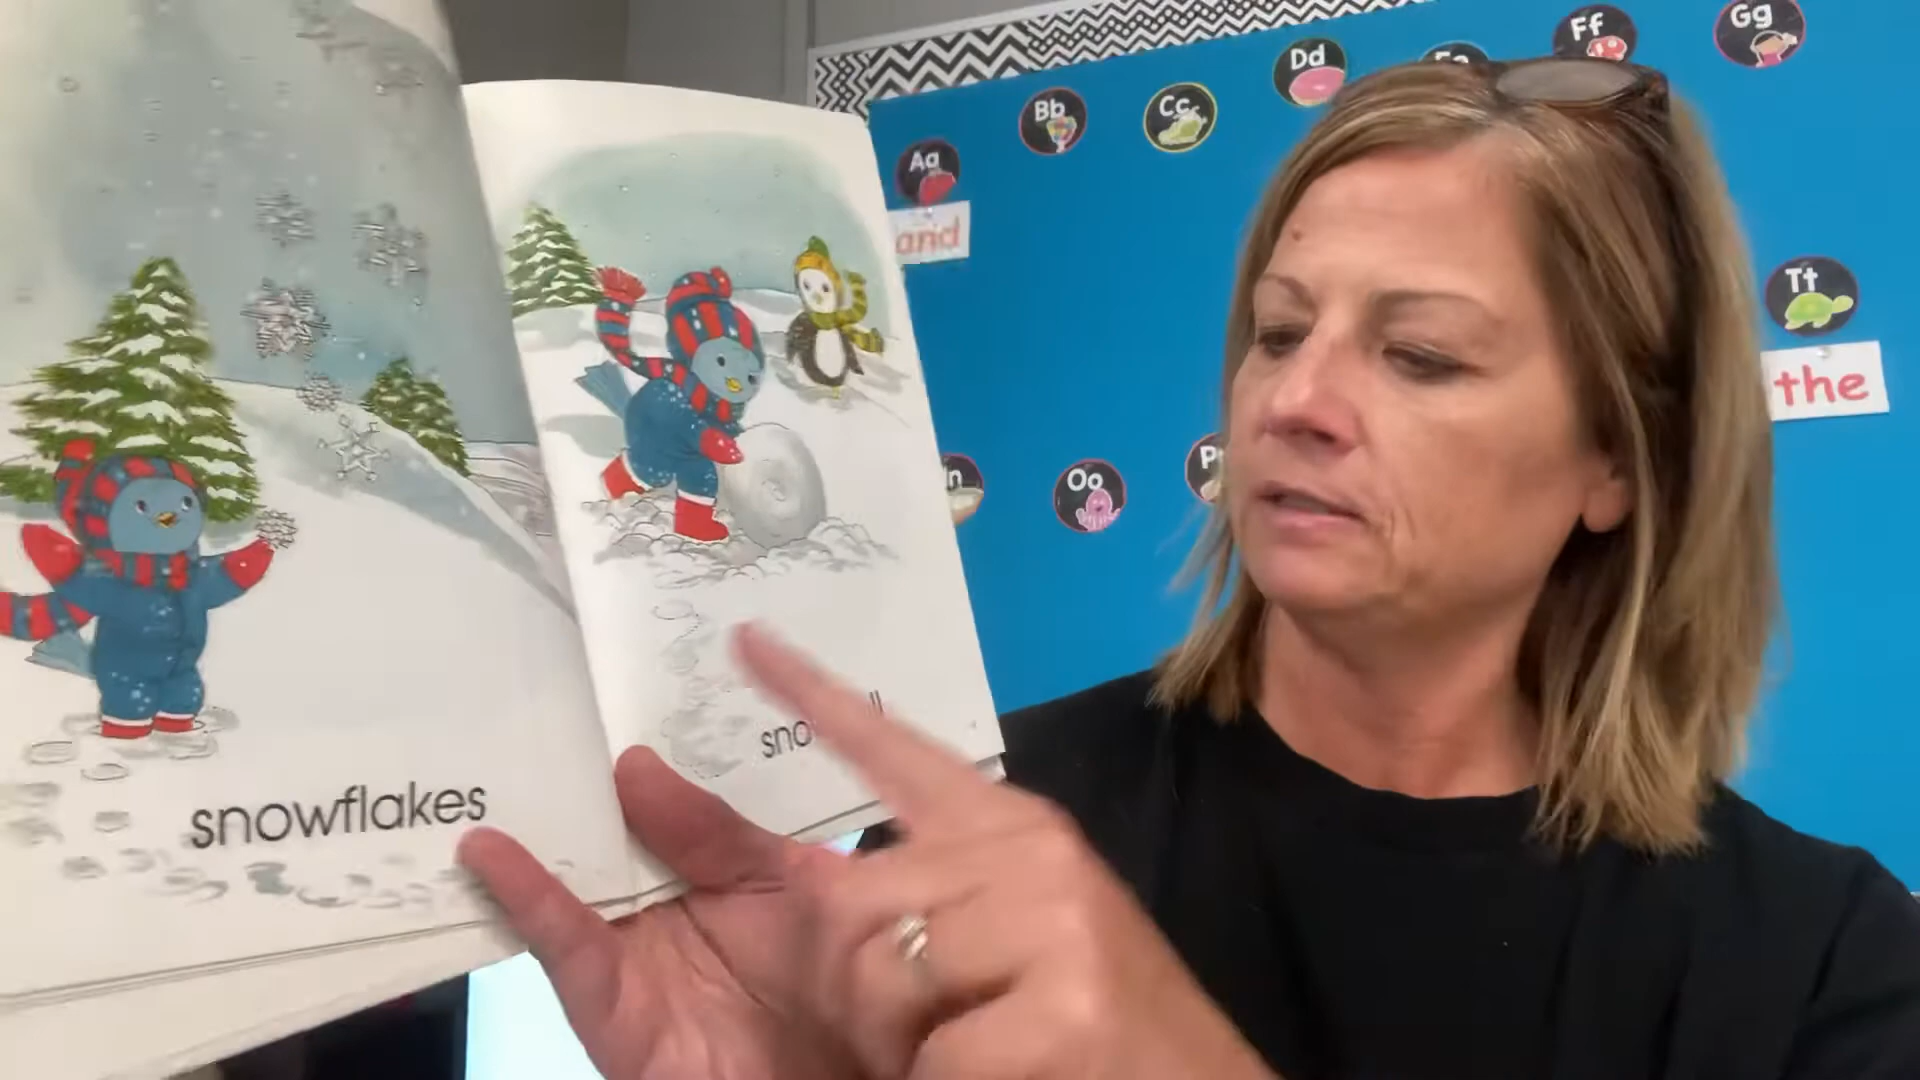 Aa
Bb
Cc
Dd
Ff
Gg
and
Tt
the
Oo
snowflakes